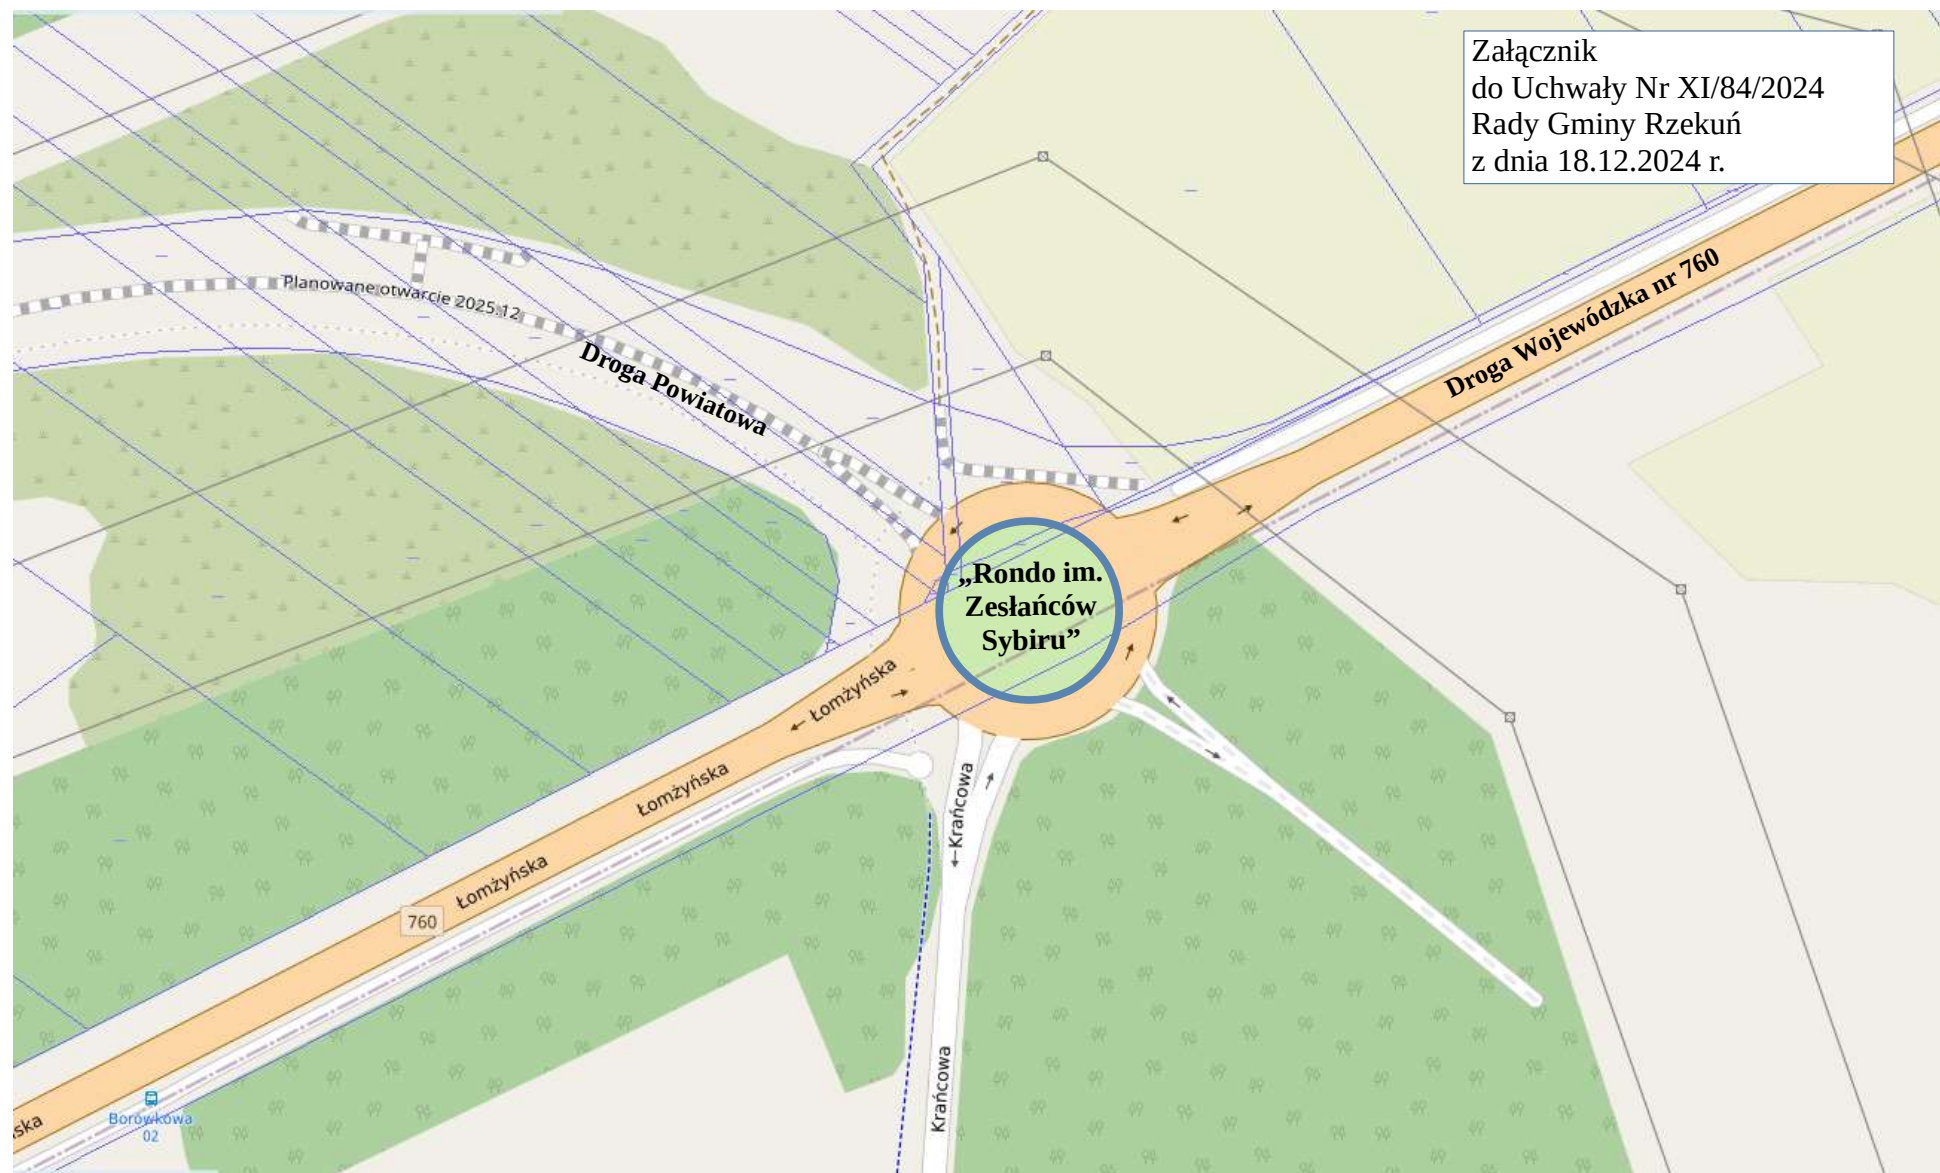 Załącznik
do Uchwały Nr XI/84/2024
Rady Gminy Rzekuń
z dnia 18.12.2024 r.
Droga Wojewódzka nr 760
Planowane otwarcie 2025.12
Droga Powiatowa
„Rondo im.
Zesłańców
Sybiru”
Łomżyńska
Łomżyńska
Krańcowa
Łomżyńska
760
Krańcowa
Borówkowa
02
ska